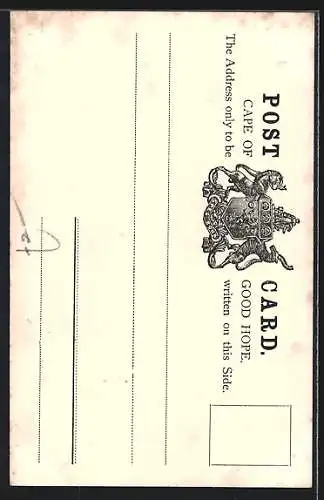 POST CARD.
CAPE OF GOOD HOPE.
The Address only to be written on this Side.